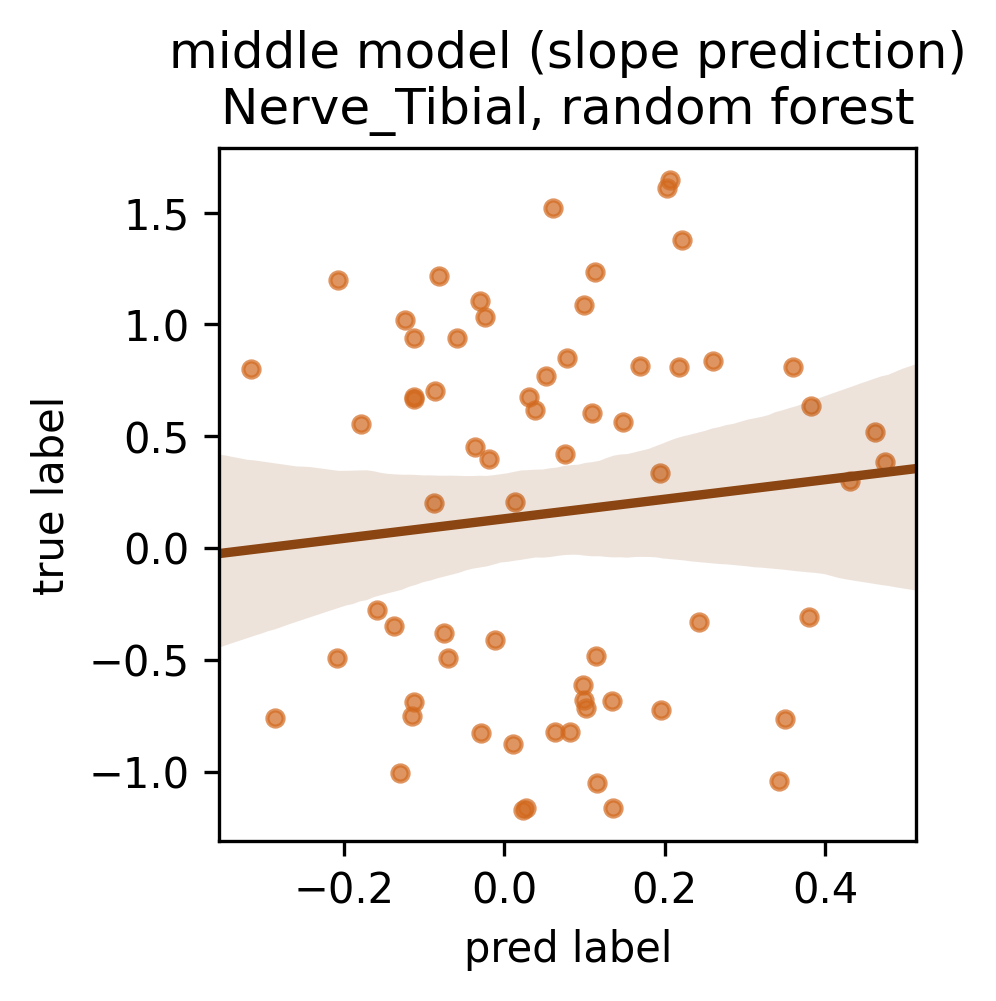 middle model (slope prediction)
Nerve_Tibial, random forest
1.5
1.0
0.5
0.0
−0.5
−1.0
true label
−0.2
0.0
0.2
0.4
pred label